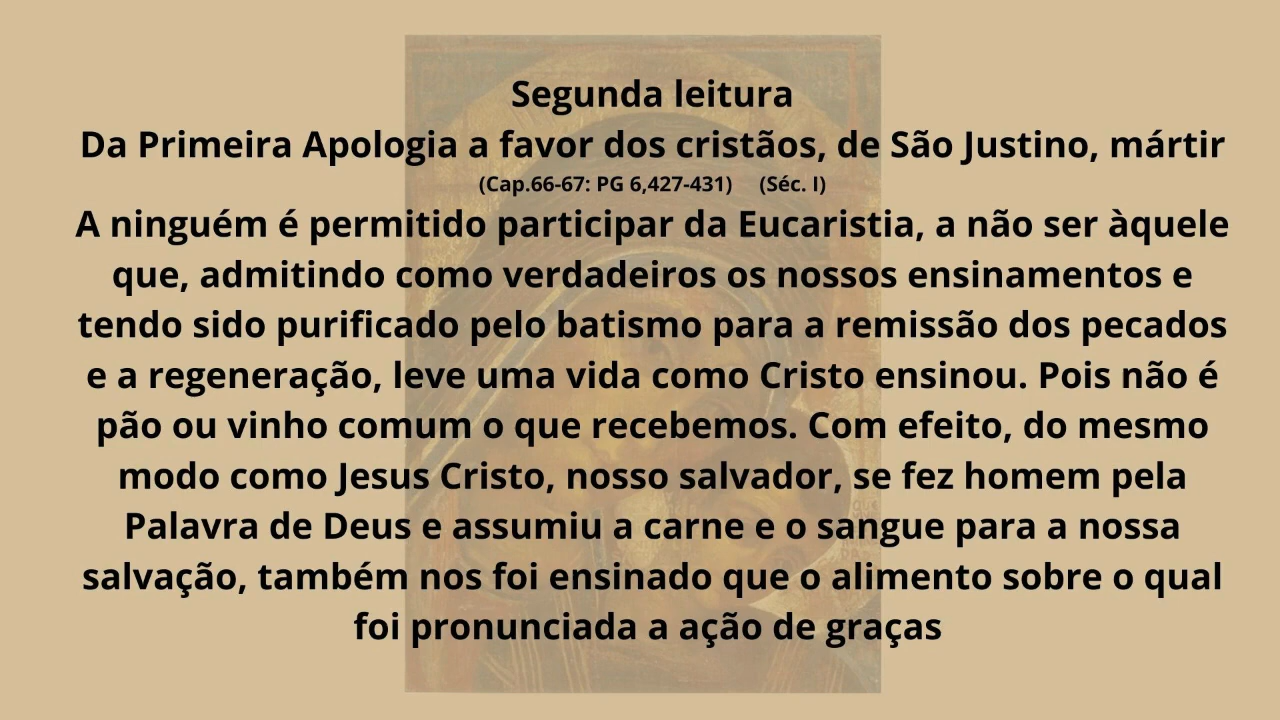 Segunda leitura
Da Primeira Apologia a favor dos cristãos, de São Justino, mártir
(Cap.66-67: PG 6,427-431) (Séc. I)
A ninguém é permitido participar da Eucaristia, a não ser àquele
que, admitindo como verdadeiros os nossos ensinamentos e
tendo sido purificado pelo batismo para a remissão dos pecados
e a regeneração, leve uma vida como Cristo ensinou. Pois não é
pão ou vinho comum o que recebemos. Com efeito, do mesmo
modo como Jesus Cristo, nosso salvador, se fez homem pela
Palavra de Deus e assumiu a carne e o sangue para a nossa
salvação, também nos foi ensinado que o alimento sobre o qual
foi pronunciada a ação de graças